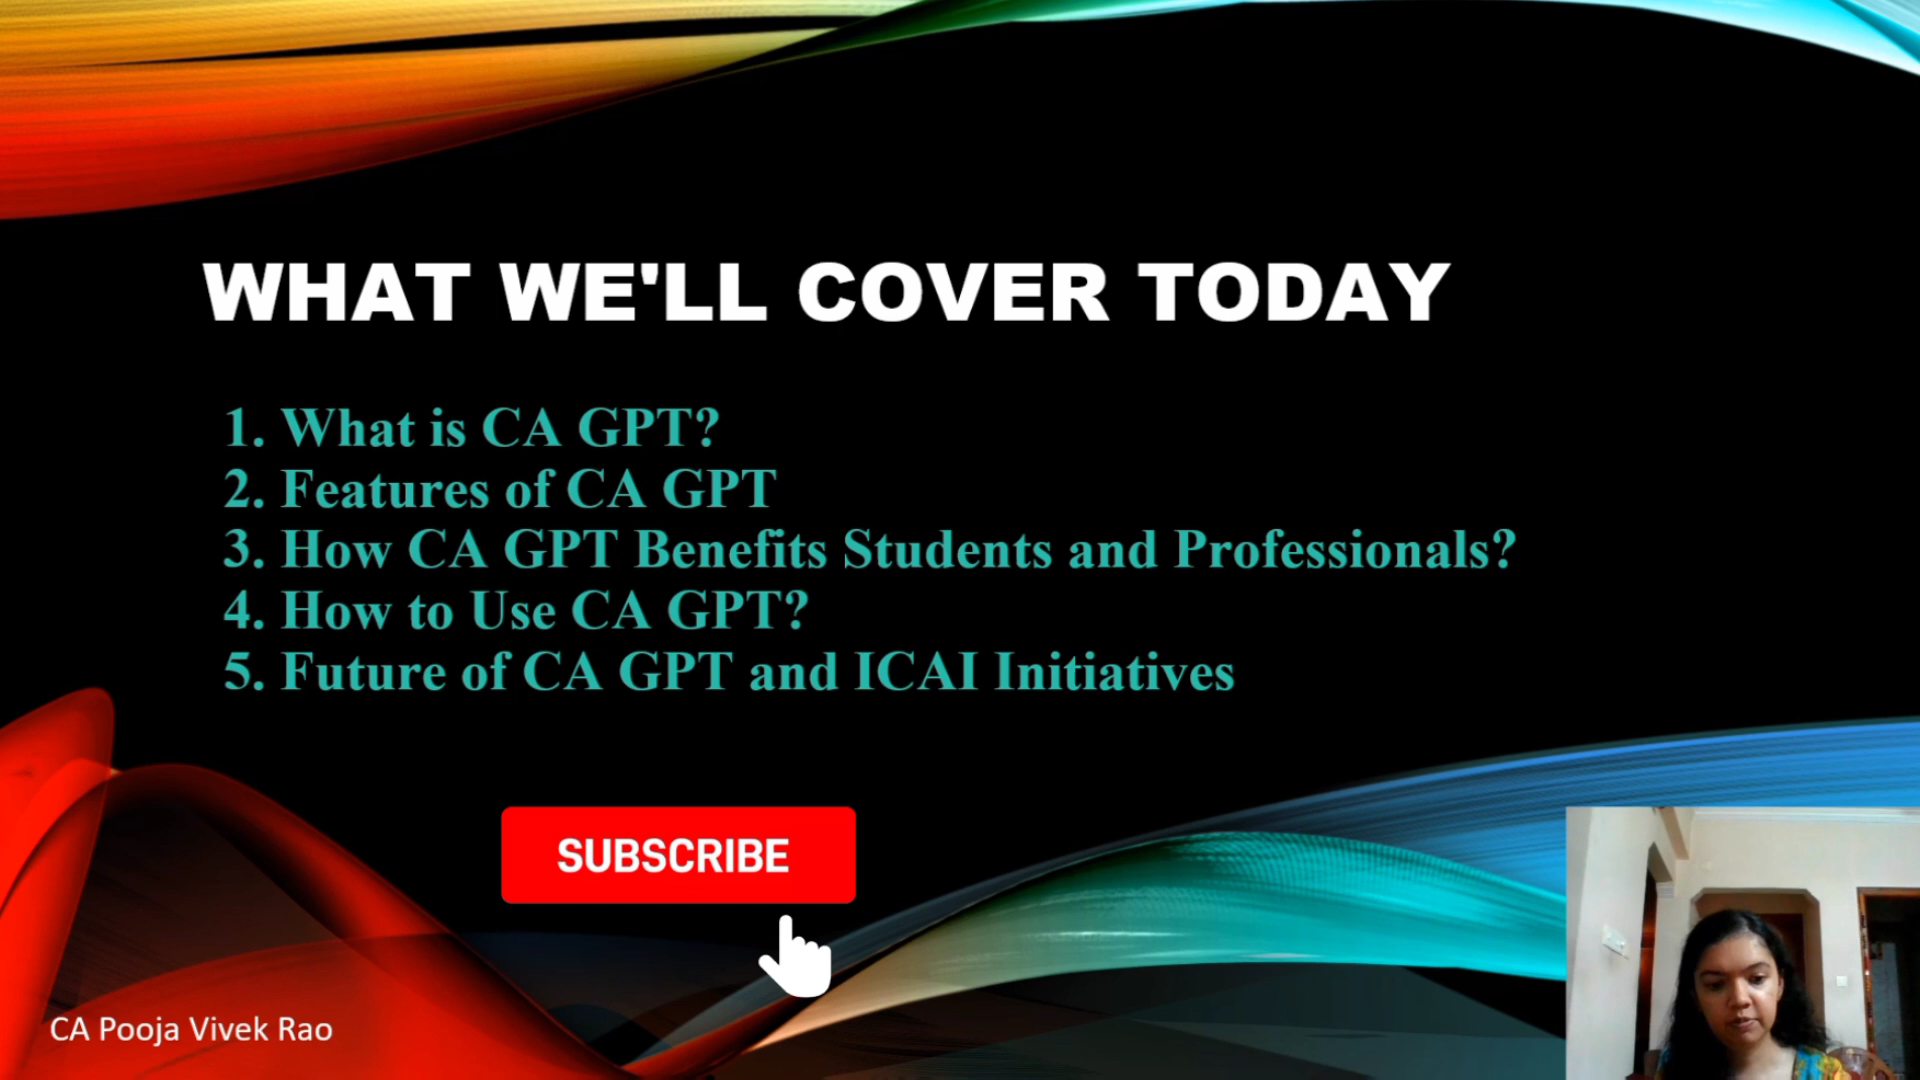 WHAT WE'LL COVER TODAY
1. What is CA GPT?
2. Features of CA GPT
3. How CA GPT Benefits Students and Professionals?
4. How to Use CA GPT?
5. Future of CA GPT and ICAI Initiatives
SUBSCRIBE
CA Pooja Vivek Rao